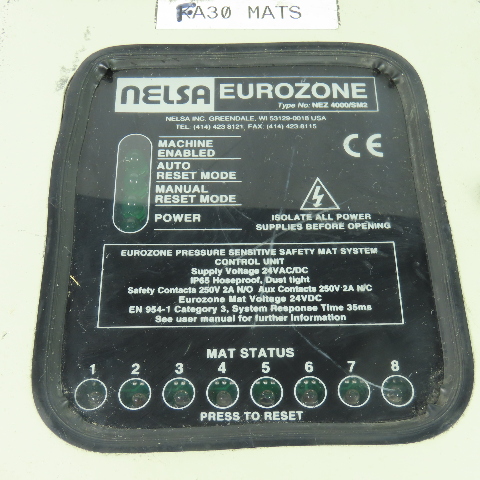 FA30 MATS
NELSA EUROZONE
Type No: NEZ 4000/SM2
NELSA INC. GREENDALE, WI 53129-0018 USA
TEL. (414) 423 8121, FAX: (414) 423-8115
MACHINE
ENABLED
AUTO
RESET MODE
MANUAL
RESET MODE
POWER
CE
ISOLATE ALL POWER
SUPPLIES BEFORE OPENING
EUROZONE PRESSURE SENSITIVE SAFETY MAT SYSTEM
CONTROL UNIT
Supply Voltage 24VAC/DC
IP65 Hoseproof, Dust tight
Safety Contacts 250V 2A N/O Aux Contacts 250V 2A N/C
Eurozone Mat Voltage 24VDC
EN 954-1 Category 3, System Response Time 35ms
See user manual for further information
MAT STATUS
1 2 3 4 5 6 7 8
PRESS TO RESET